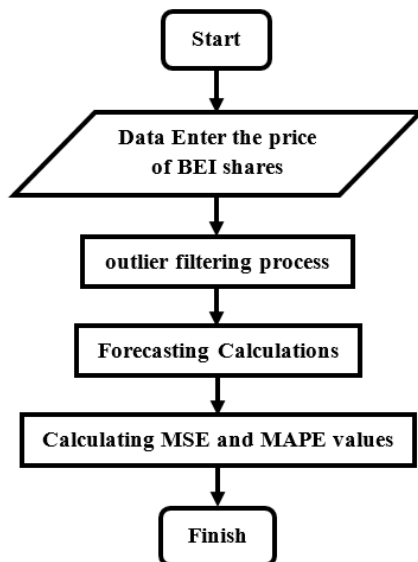 Start
Data Enter the price
of BEI shares
outlier filtering process
Forecasting Calculations
Calculating MSE and MAPE values
Finish